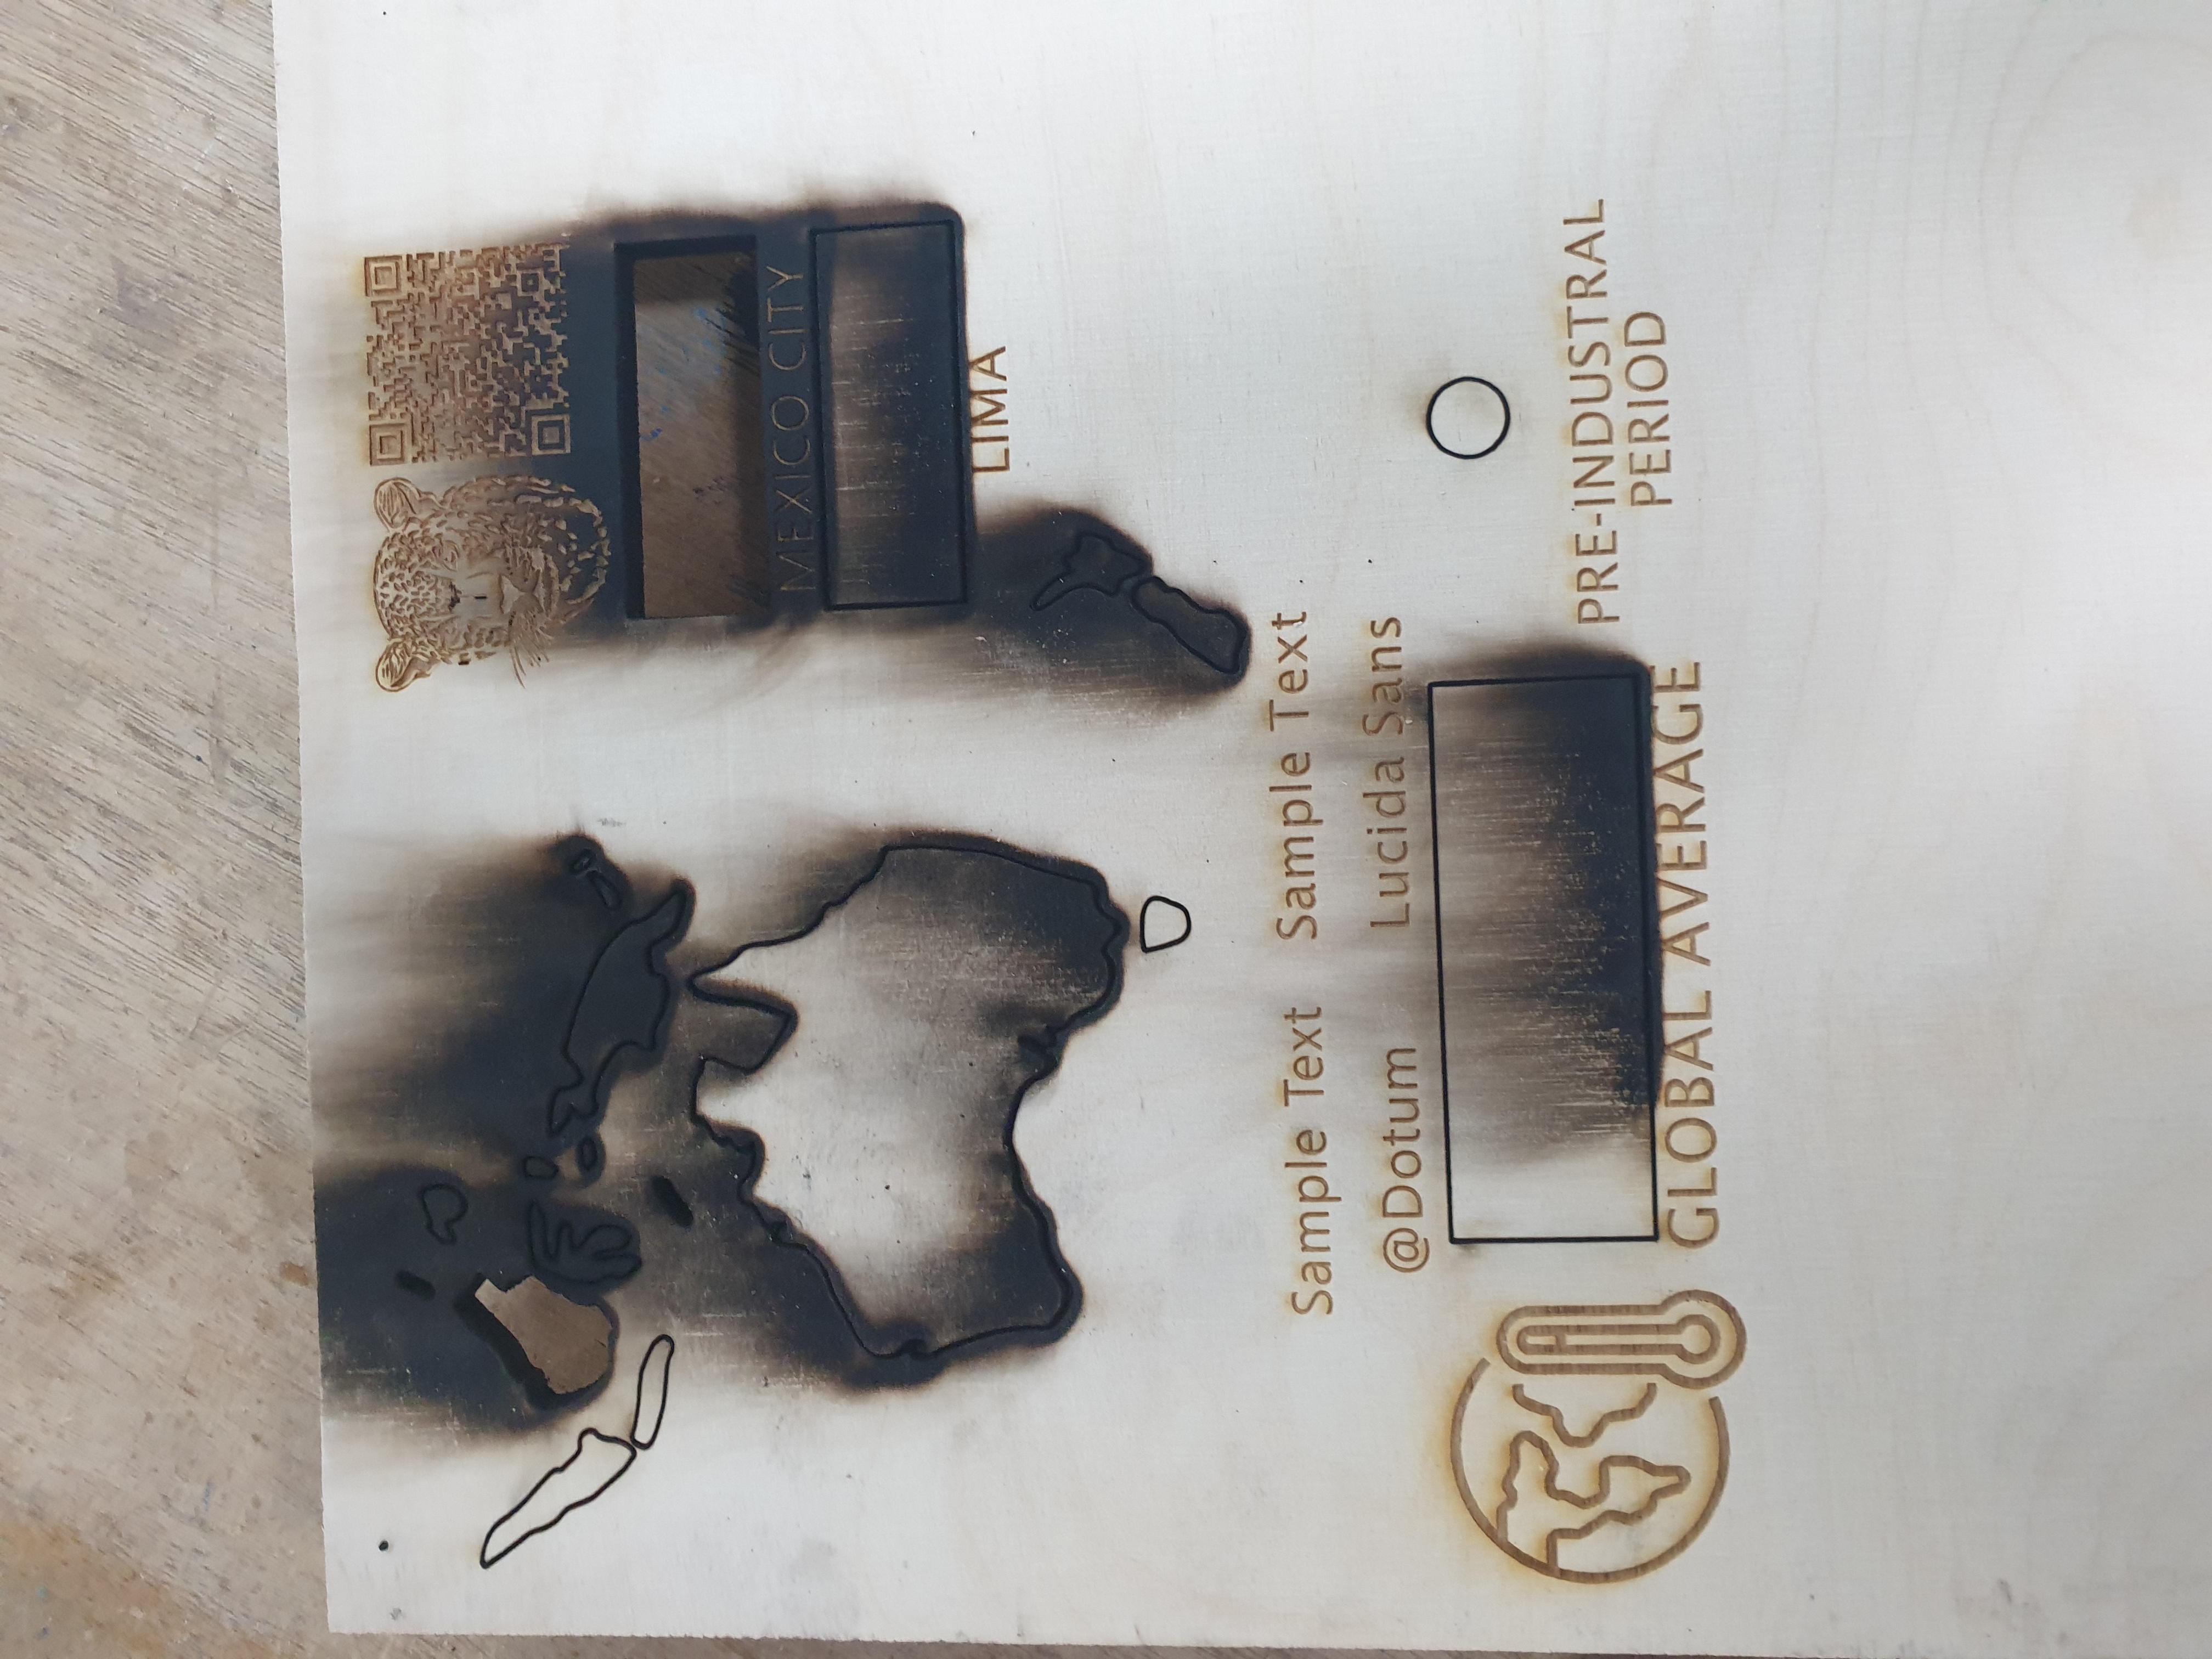 MEXICO CITY
LIMA
Sample Text Sample Text
@Dotum Lucida Sans
PRE-INDUSTRAL
PERIOD
GLOBAL AVERAGE